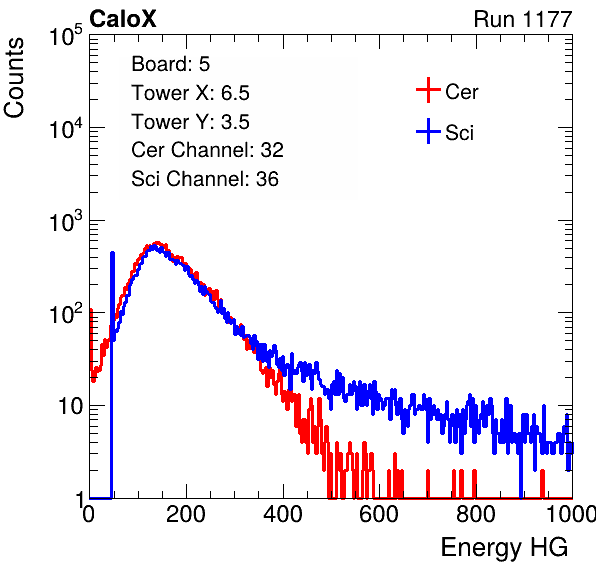 CaloX Run 1177
Counts
Board: 5
Tower X: 6.5
Tower Y: 3.5
Cer Channel: 32
Sci Channel: 36
Cer
Sci
10^5
10^4
10^3
10^2
10
1
0 200 400 600 800 1000
Energy HG